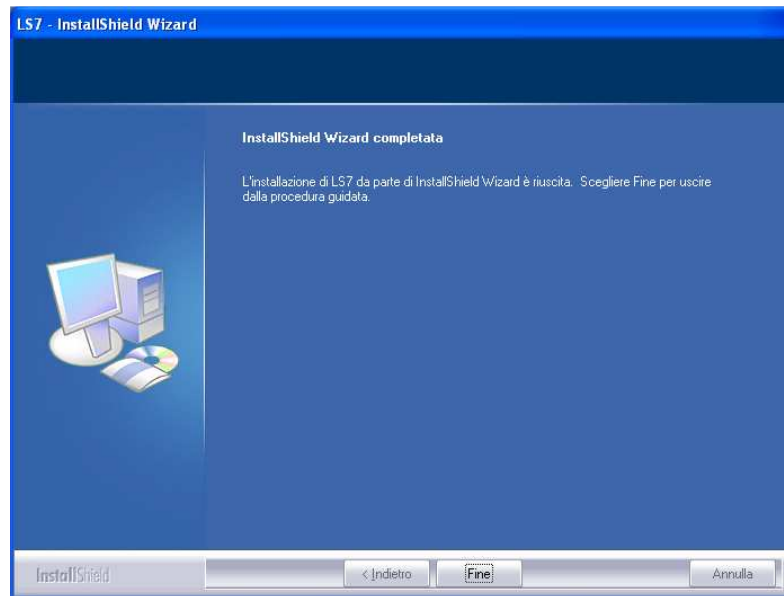 LS7 - InstallShield Wizard
InstallShield Wizard completata
L'installazione di LS7 da parte di InstallShield Wizard è riuscita. Scegliere Fine per uscire
dalla procedura guidata.
InstallShield
< Indietro
Fine
Annulla